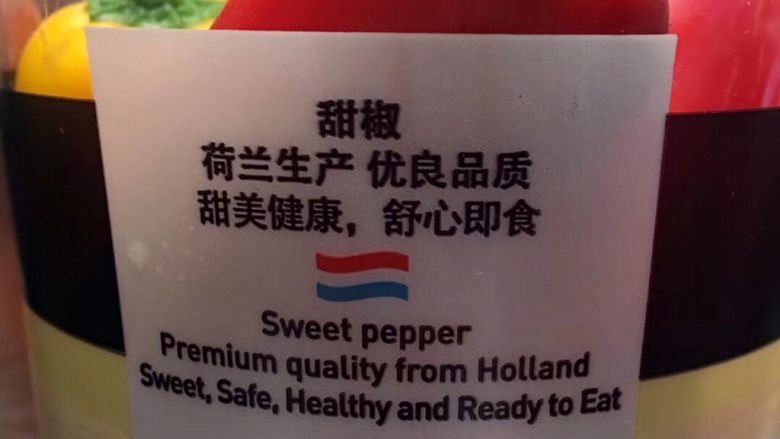 甜椒
荷兰生产 优良品质
甜美健康，舒心即食
Sweet pepper
Premium quality from Holland
Sweet, Safe, Healthy and Ready to Eat